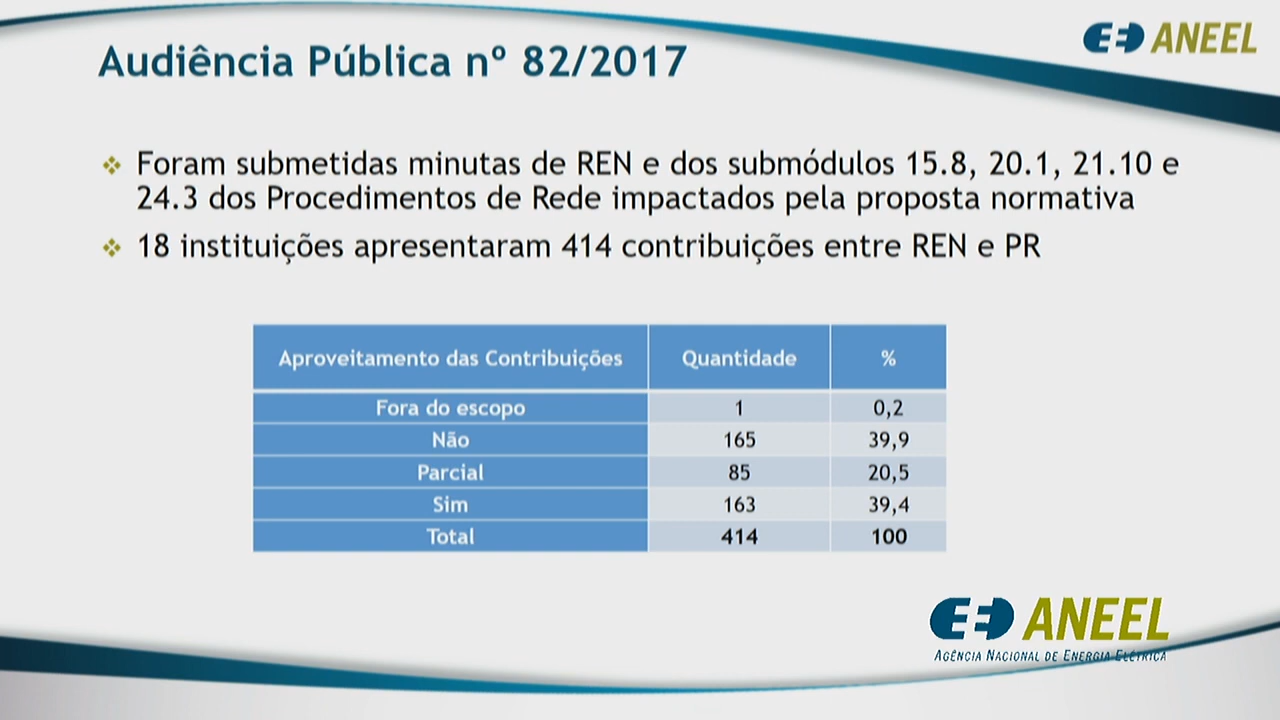 Audiência Pública nº 82/2017
ANEEL
Foram submetidas minutas de REN e dos submódulos 15.8, 20.1, 21.10 e
24.3 dos Procedimentos de Rede impactados pela proposta normativa
18 instituições apresentaram 414 contribuições entre REN e PR
Aproveitamento das Contribuições Quantidade %
Fora do escopo 1 0,2
Não 165 39,9
Parcial 85 20,5
Sim 163 39,4
Total 414 100
ANEEL
AGÊNCIA NACIONAL DE ENERGIA ELÉTRICA